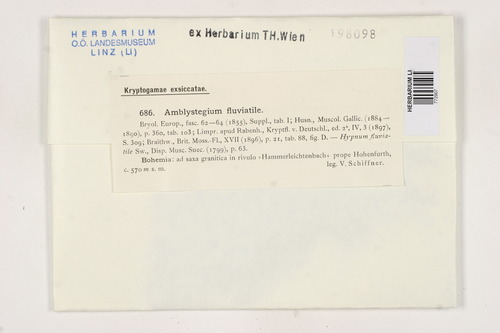 HERBARIUM
O.Ö. LANDESMUSEUM
LINZ (LI)
ex Herbarium TH.Wien
198098
HERBARIUM LI
Kryptogamae exsiccatae.
686. Amblystegium fluviatile.
Bryol. Europ., fasc. 62—64 (1855), Suppl., tab. I; Husn., Muscol. Gallic. (1884—
1890), p. 360, tab. 103; Limpr. apud Rabenh., Kryptfl. v. Deutschl., ed. 2ª, IV, 3 (1897),
S. 309; Braithw., Brit. Moss.-Fl., XVII (1896), p. 21, tab. 88, fig. D. — Hypnum fluvia-
tile Sw., Disp. Musc. Suec. (1799), p. 63.
Bohemia: ad saxa granitica in rivolo »Hammerleichtenbach« prope Hohenfurth,
c. 570 m s. m.
leg. V. Schiffner.